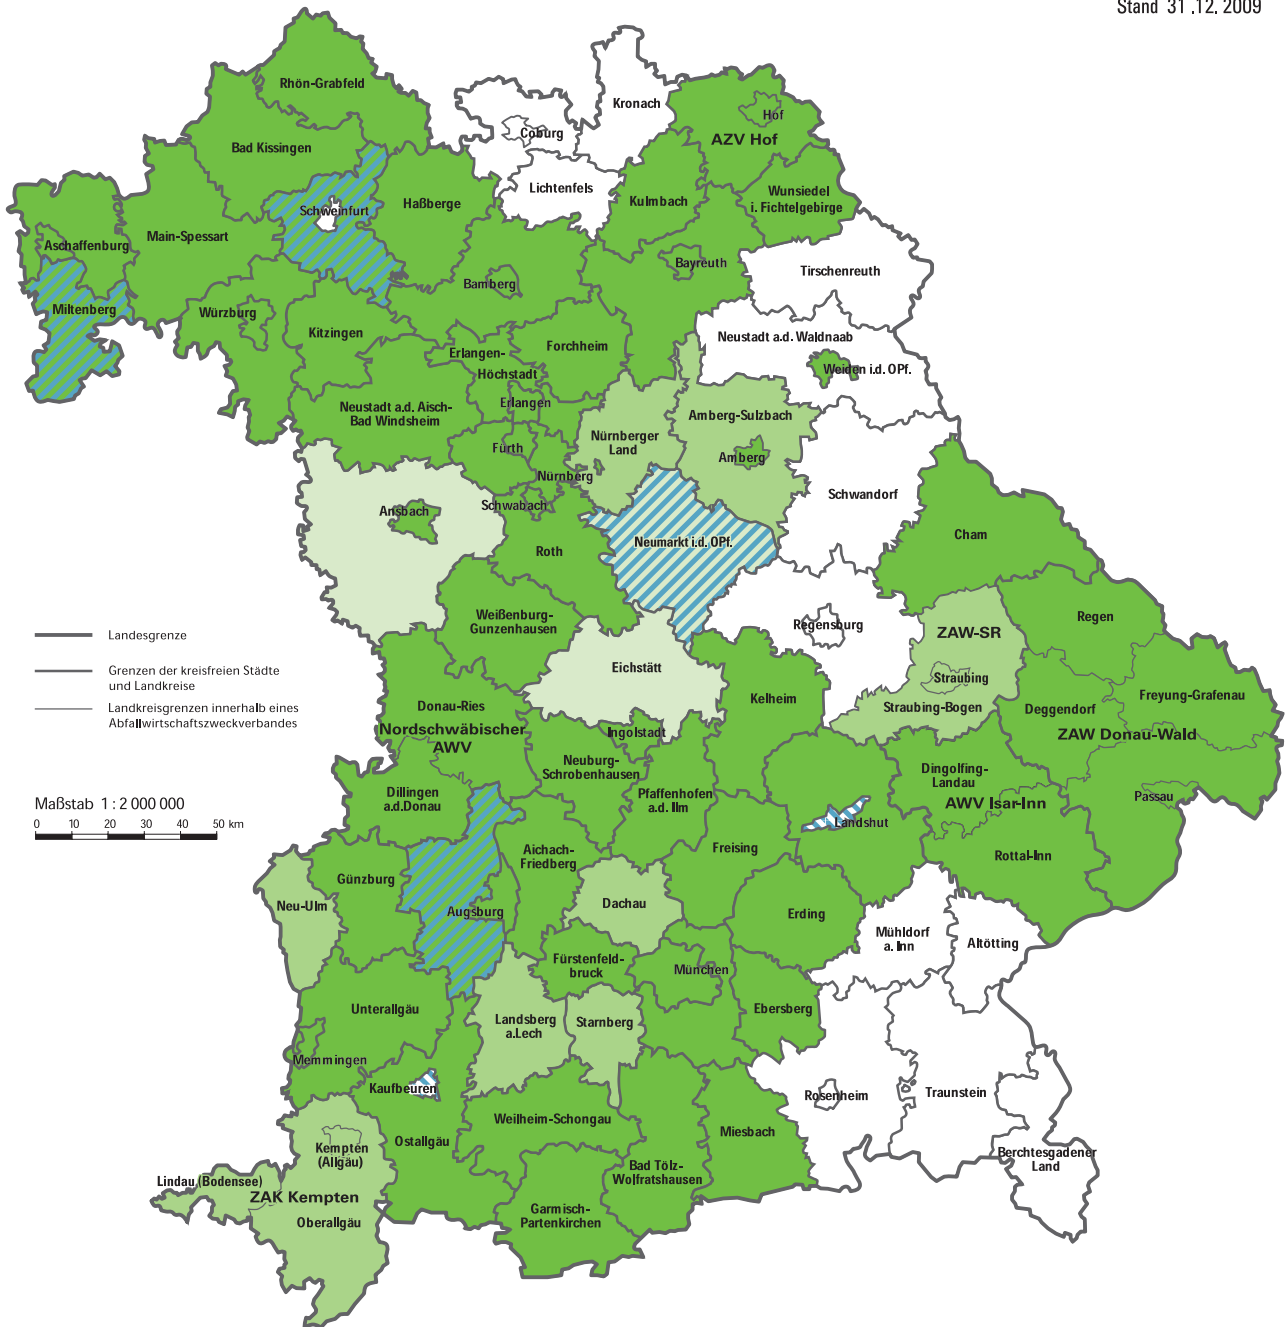 Stand 31.12.2009
Rhön-Grabfeld
Kronach
Hof
Coburg
AZV Hof
Bad Kissingen
Lichtenfels
Wunsiedel
i. Fichtelgebirge
Kulmbach
Haßberge
Schweinfurt
Main-Spessart
Aschaffenburg
Bayreuth
Tirschenreuth
Bamberg
Miltenberg
Würzburg
Kitzingen
Neustadt a.d. Waldnaab
Forchheim
Erlangen-
Höchstadt
Weiden i.d. OPf.
Erlangen
Neustadt a.d. Aisch-
Bad Windsheim
Amberg-Sulzbach
Nürnberger
Land
Fürth
Amberg
Nürnberg
Schwandorf
Schwabach
Ansbach
Cham
Neumarkt i.d. OPf.
Roth
Weißenburg-
Gunzenhausen
Regen
Regensburg
ZAW-SR
Landesgrenze
Grenzen der kreisfreien Städte
und Landkreise
Landkreisgrenzen innerhalb eines
Abfallwirtschaftszweckverbandes
Eichstätt
Straubing
Kelheim
Freyung-Grafenau
Donau-Ries
Straubing-Bogen
Deggendorf
Nordschwäbischer
AWV
Ingolstadt
ZAW Donau-Wald
Neuburg-
Schrobenhausen
Dingolfing-
Landau
Dillingen
a.d.Donau
Pfaffenhofen
a.d. Ilm
AWV Isar-Inn
Passau
Maßstab 1 : 2 000 000
0 10 20 30 40 50 km
Landshut
Aichach-
Friedberg
Freising
Rottal-Inn
Günzburg
Neu-Ulm
Dachau
Augsburg
Erding
Mühldorf
a. Inn
Altötting
Fürstenfeld-
bruck
München
Unterallgäu
Ebersberg
Landsberg
a.Lech
Starnberg
Memmingen
Kaufbeuren
Rosenheim
Traunstein
Weilheim-Schongau
Miesbach
Ostallgäu
Kempten
(Allgäu)
Berchtesgadener
Land
Bad Tölz-
Wolfratshausen
Lindau (Bodensee)
ZAK Kempten
Oberallgäu
Garmisch-
Partenkirchen